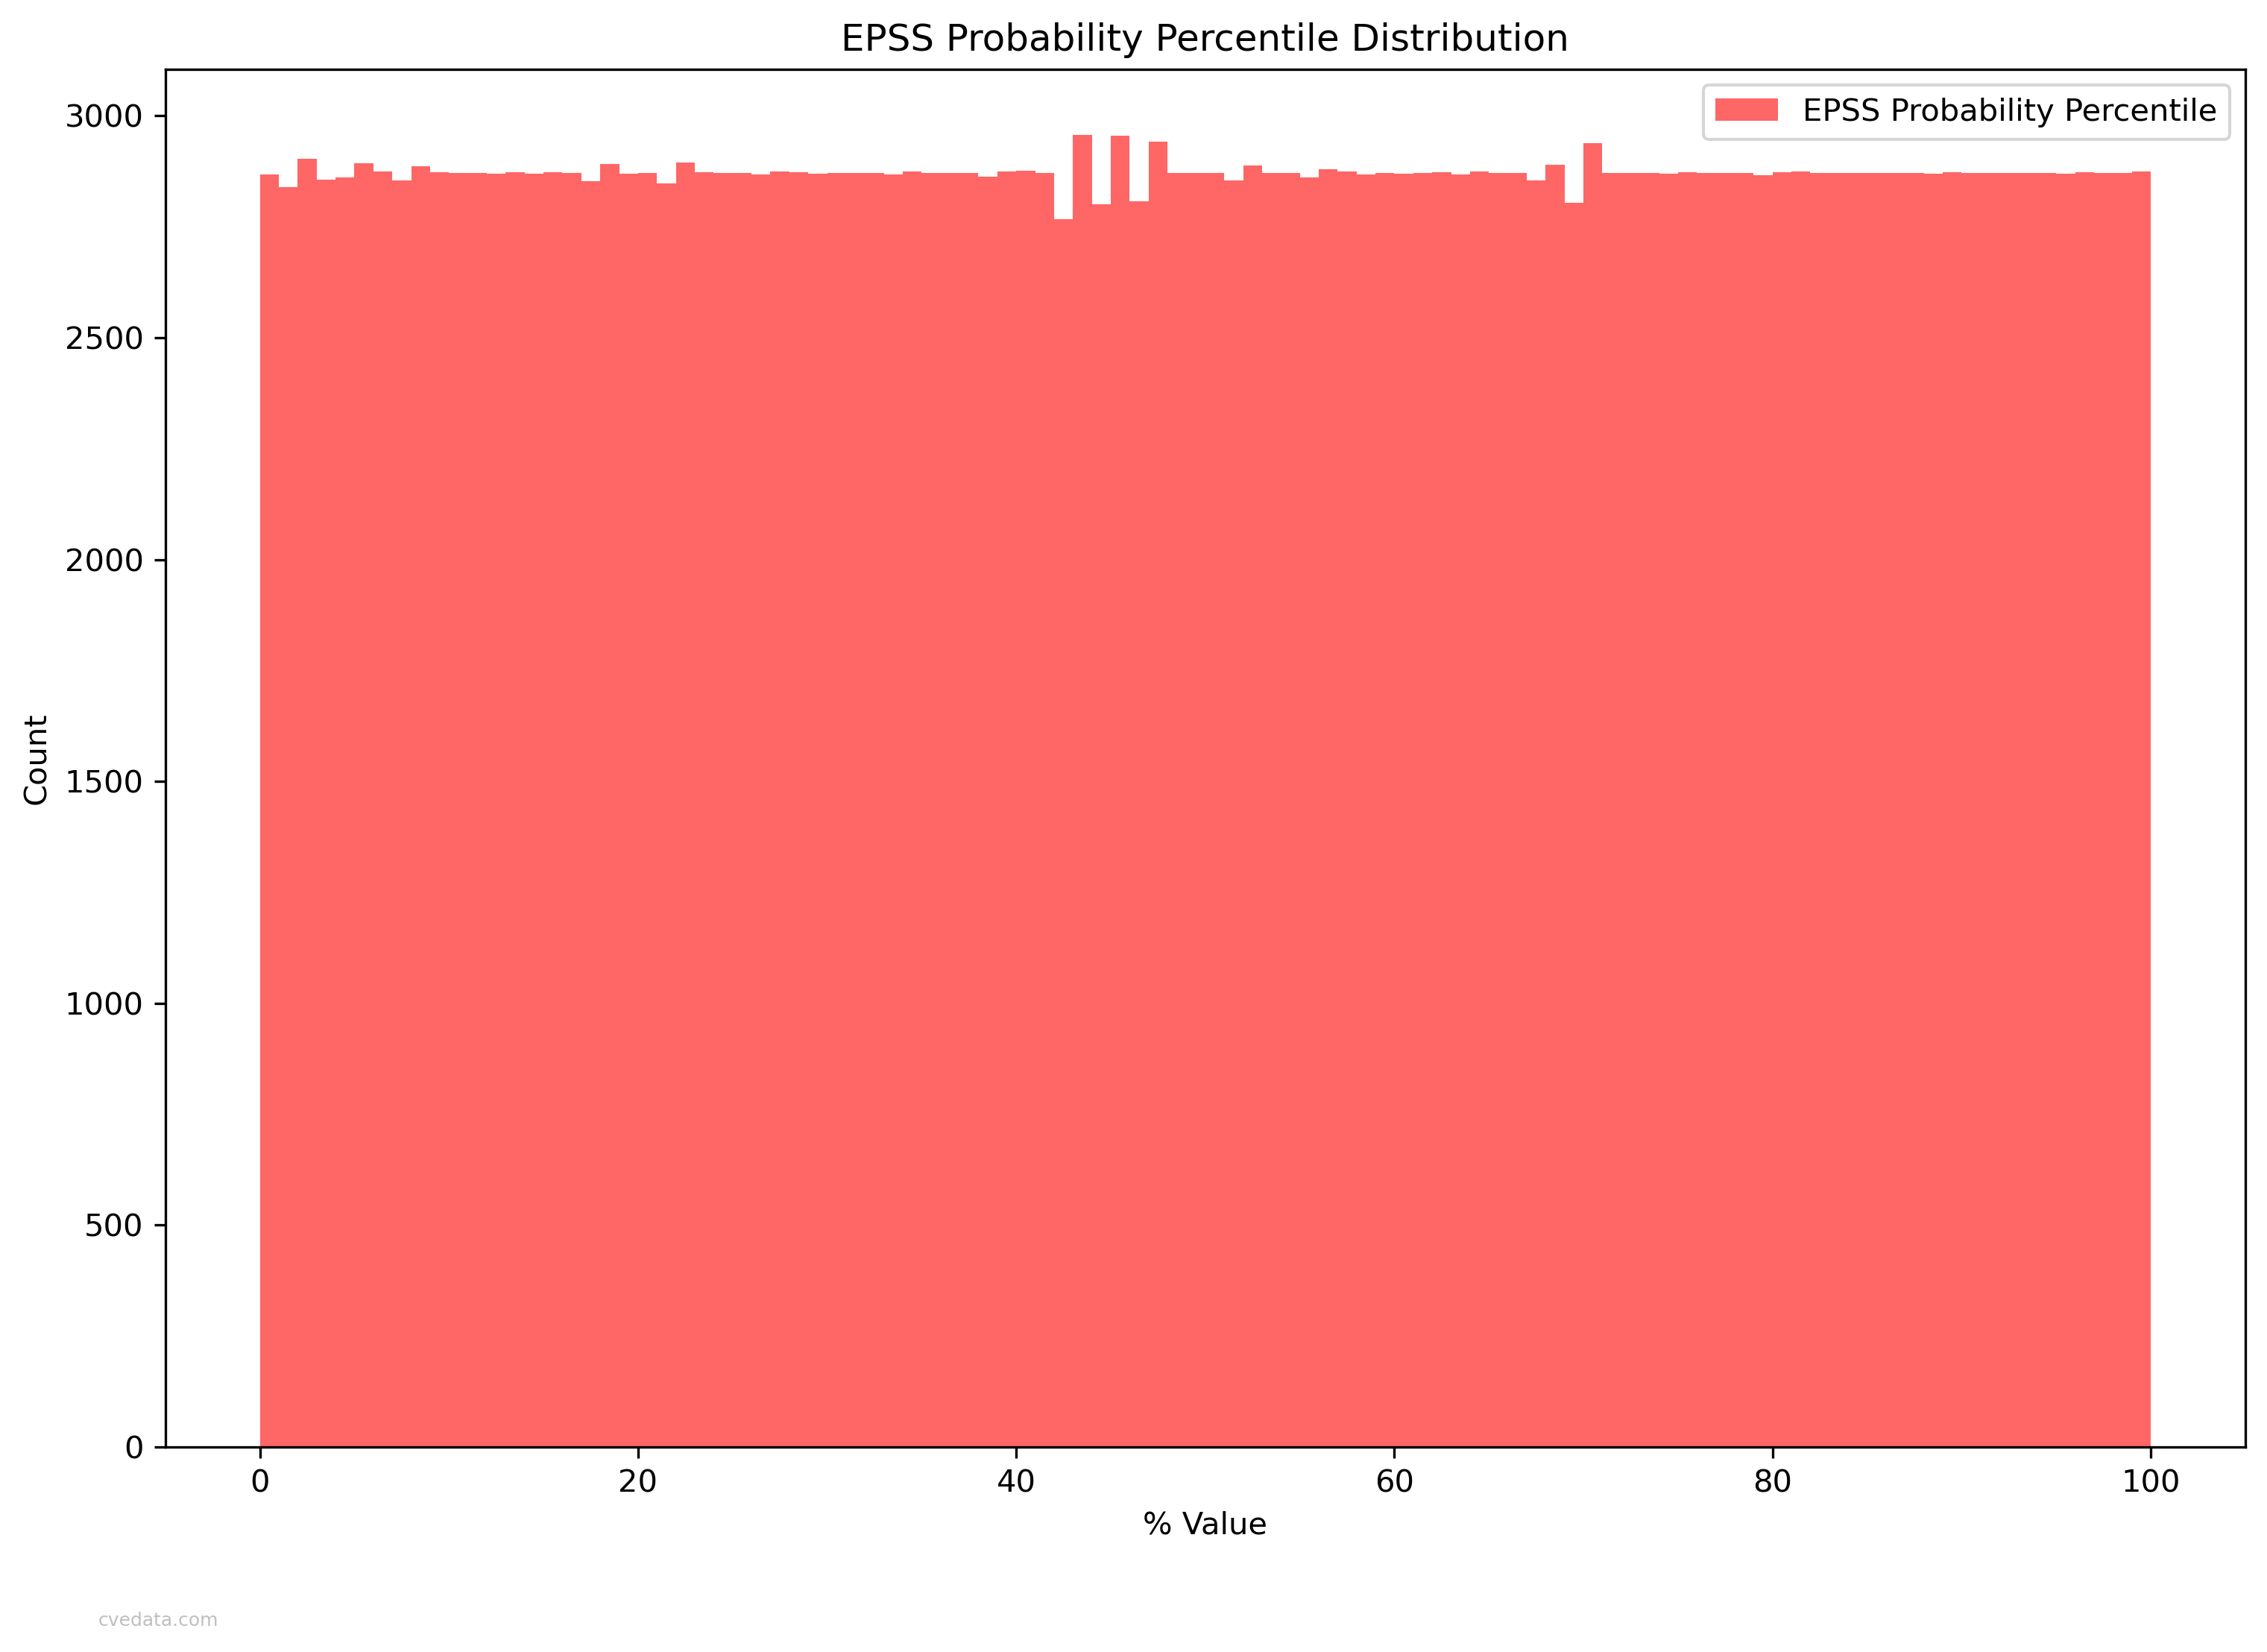 EPSS Probability Percentile Distribution
EPSS Probability Percentile
3000
2500
2000
1500
1000
500
0
Count
0 20 40 60 80 100
% Value
cvedata.com